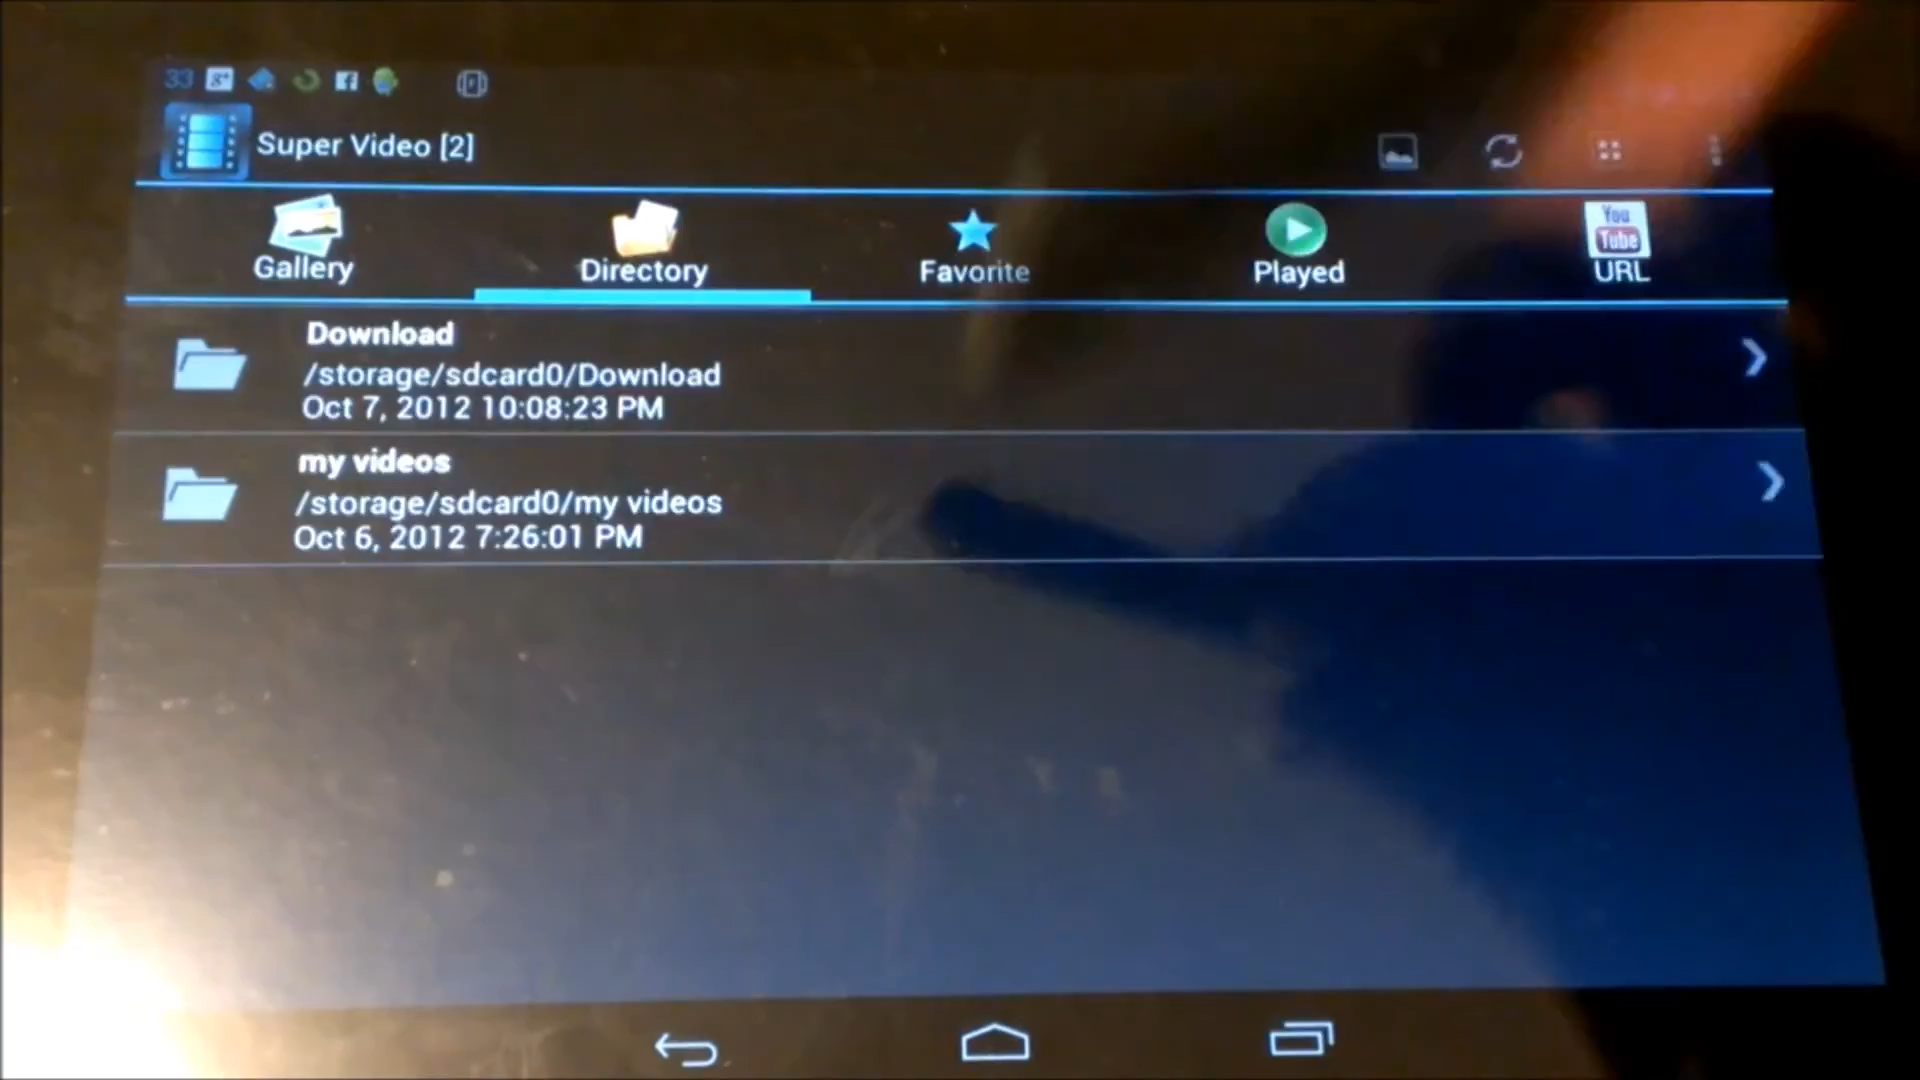 33 g+
Super Video [2]
Gallery
Directory
Favorite
Played
You
Tube
URL
Download
/storage/sdcard0/Download
Oct 7, 2012 10:08:23 PM
my videos
/storage/sdcard0/my videos
Oct 6, 2012 7:26:01 PM